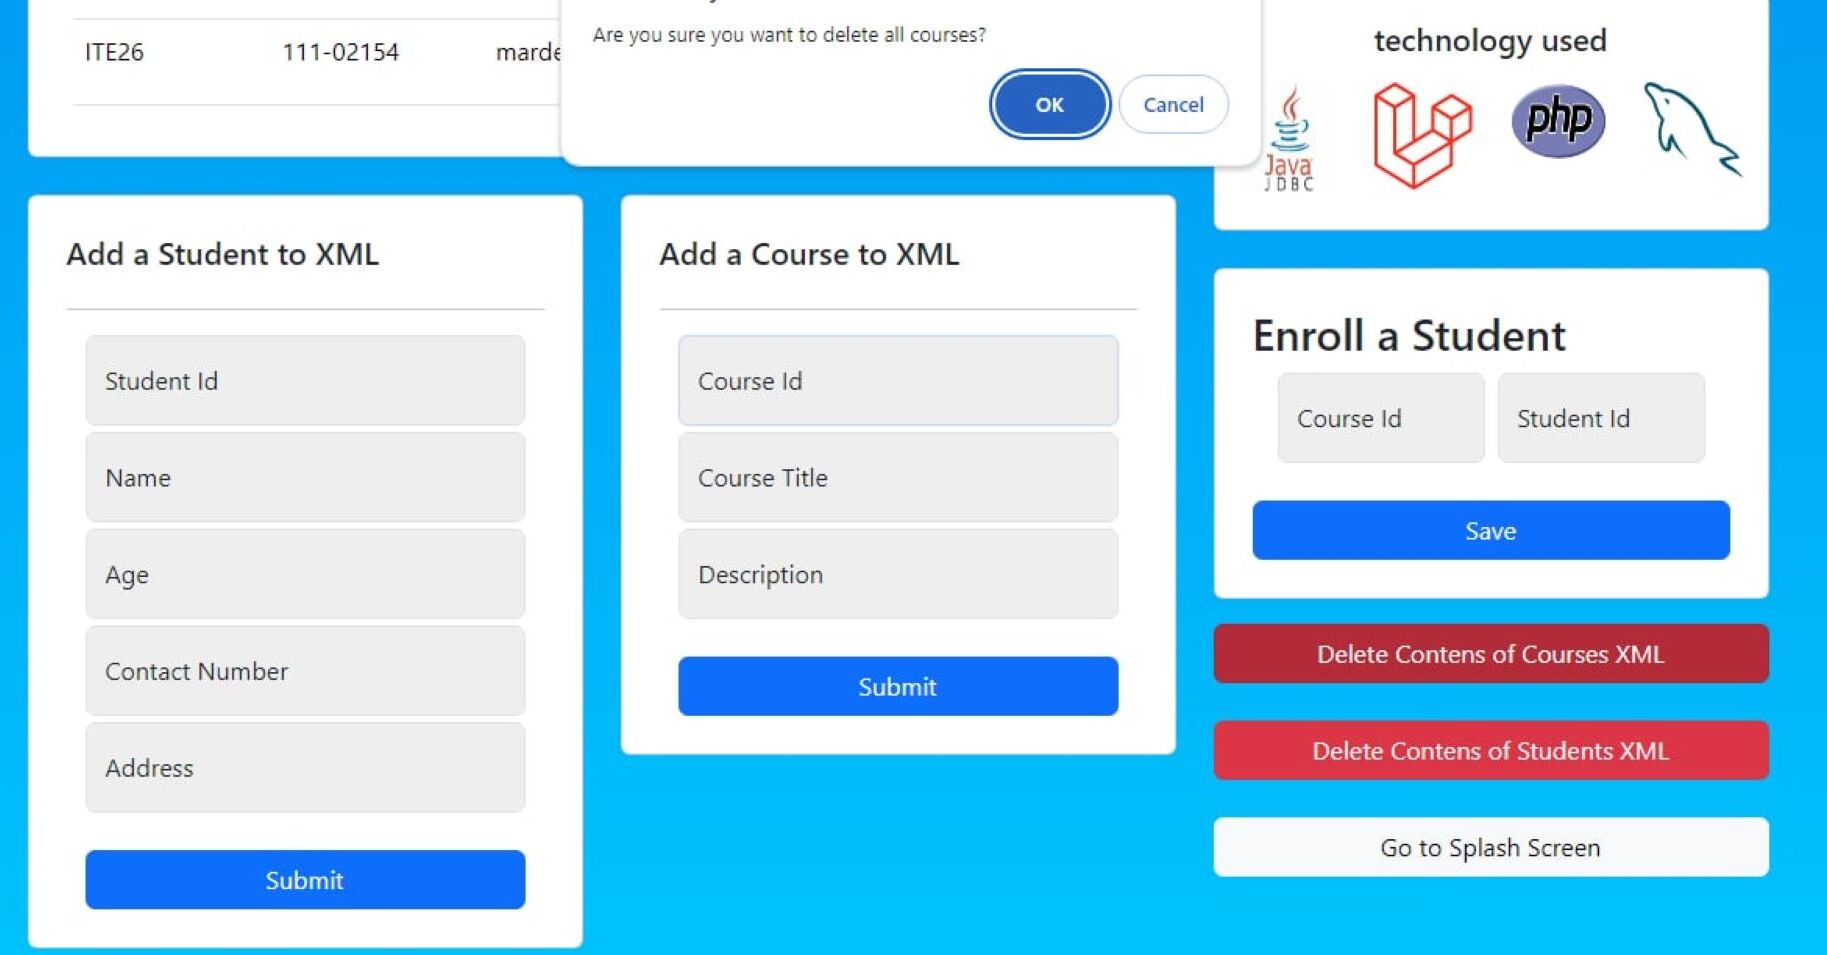 ITE26 111-02154 marde
Are you sure you want to delete all courses?
OK Cancel
technology used
Java
JDBC
php
Add a Student to XML
Student Id
Name
Age
Contact Number
Address
Submit
Add a Course to XML
Course Id
Course Title
Description
Submit
Enroll a Student
Course Id Student Id
Save
Delete Contens of Courses XML
Delete Contens of Students XML
Go to Splash Screen